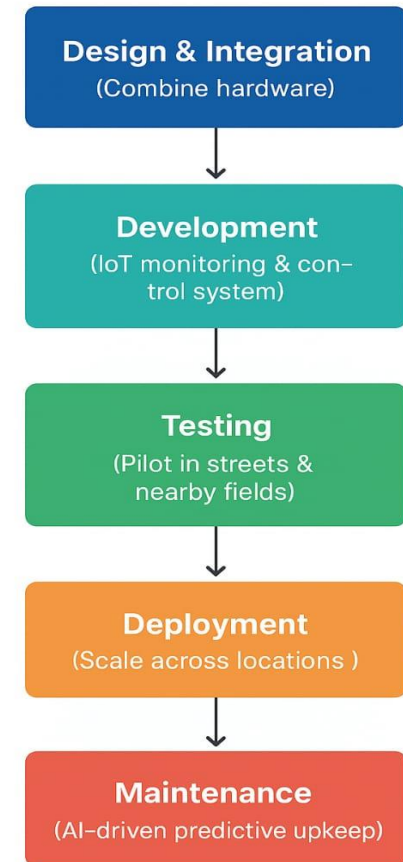 Design & Integration
(Combine hardware)
Development
(IoT monitoring & con-
trol system)
Testing
(Pilot in streets &
nearby fields)
Deployment
(Scale across locations )
Maintenance
(AI-driven predictive upkeep)